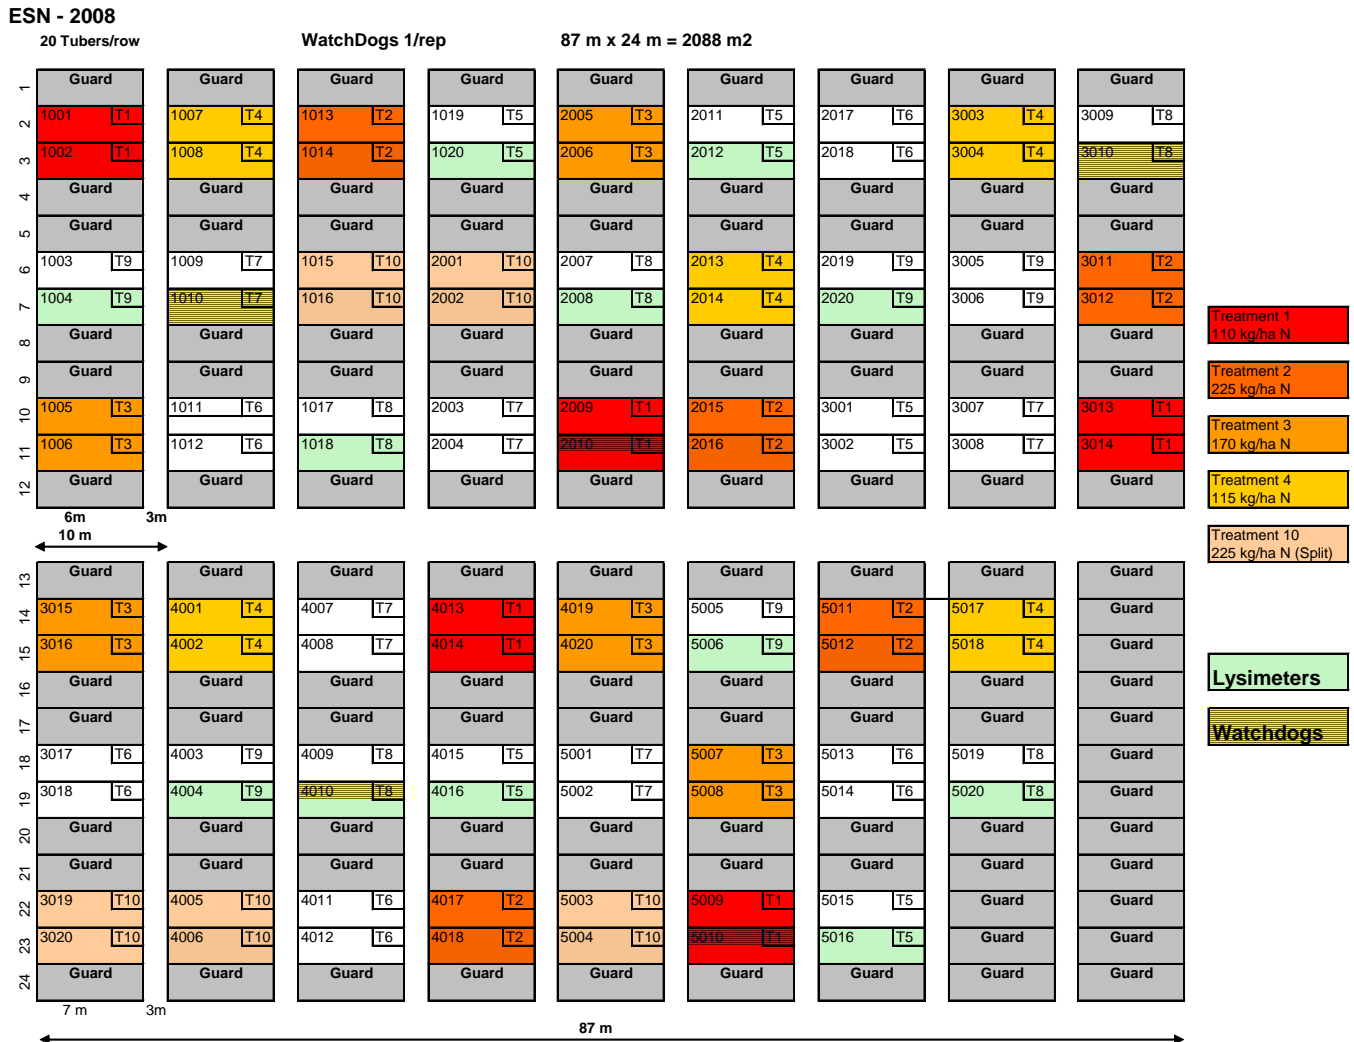 ESN - 2008
20 Tubers/row WatchDogs 1/rep 87 m x 24 m = 2088 m2
1 Guard Guard Guard Guard Guard Guard Guard Guard Guard
2 1001 T1 1007 T4 1013 T2 1019 T5 2005 T3 2011 T5 2017 T6 3003 T4 3009 T8
3 1002 T1 1008 T4 1014 T2 1020 T5 2006 T3 2012 T5 2018 T6 3004 T4 3010 T8
4 Guard Guard Guard Guard Guard Guard Guard Guard Guard
5 Guard Guard Guard Guard Guard Guard Guard Guard Guard
6 1003 T9 1009 T7 1015 T10 2001 T10 2007 T8 2013 T4 2019 T9 3005 T9 3011 T2
7 1004 T9 1010 T7 1016 T10 2002 T10 2008 T8 2014 T4 2020 T9 3006 T9 3012 T2
8 Guard Guard Guard Guard Guard Guard Guard Guard Guard
9 Guard Guard Guard Guard Guard Guard Guard Guard Guard
10 1005 T3 1011 T6 1017 T8 2003 T7 2009 T1 2015 T2 3001 T5 3007 T7 3013 T1
11 1006 T3 1012 T6 1018 T8 2004 T7 2010 T1 2016 T2 3002 T5 3008 T7 3014 T1
12 Guard Guard Guard Guard Guard Guard Guard Guard Guard
6m 3m
10 m
13 Guard Guard Guard Guard Guard Guard Guard Guard Guard
14 3015 T3 4001 T4 4007 T7 4013 T1 4019 T3 5005 T9 5011 T2 5017 T4 Guard
15 3016 T3 4002 T4 4008 T7 4014 T1 4020 T3 5006 T9 5012 T2 5018 T4 Guard
16 Guard Guard Guard Guard Guard Guard Guard Guard Guard
17 Guard Guard Guard Guard Guard Guard Guard Guard Guard
18 3017 T6 4003 T9 4009 T8 4015 T5 5001 T7 5007 T3 5013 T6 5019 T8 Guard
19 3018 T6 4004 T9 4010 T8 4016 T5 5002 T7 5008 T3 5014 T6 5020 T8 Guard
20 Guard Guard Guard Guard Guard Guard Guard Guard Guard
21 Guard Guard Guard Guard Guard Guard Guard Guard Guard
22 3019 T10 4005 T10 4011 T6 4017 T2 5003 T10 5009 T1 5015 T5 Guard Guard
23 3020 T10 4006 T10 4012 T6 4018 T2 5004 T10 5010 T1 5016 T5 Guard Guard
24 Guard Guard Guard Guard Guard Guard Guard Guard Guard
7 m 3m
87 m
Treatment 1
110 kg/ha N
Treatment 2
225 kg/ha N
Treatment 3
170 kg/ha N
Treatment 4
115 kg/ha N
Treatment 10
225 kg/ha N (Split)
Lysimeters
Watchdogs